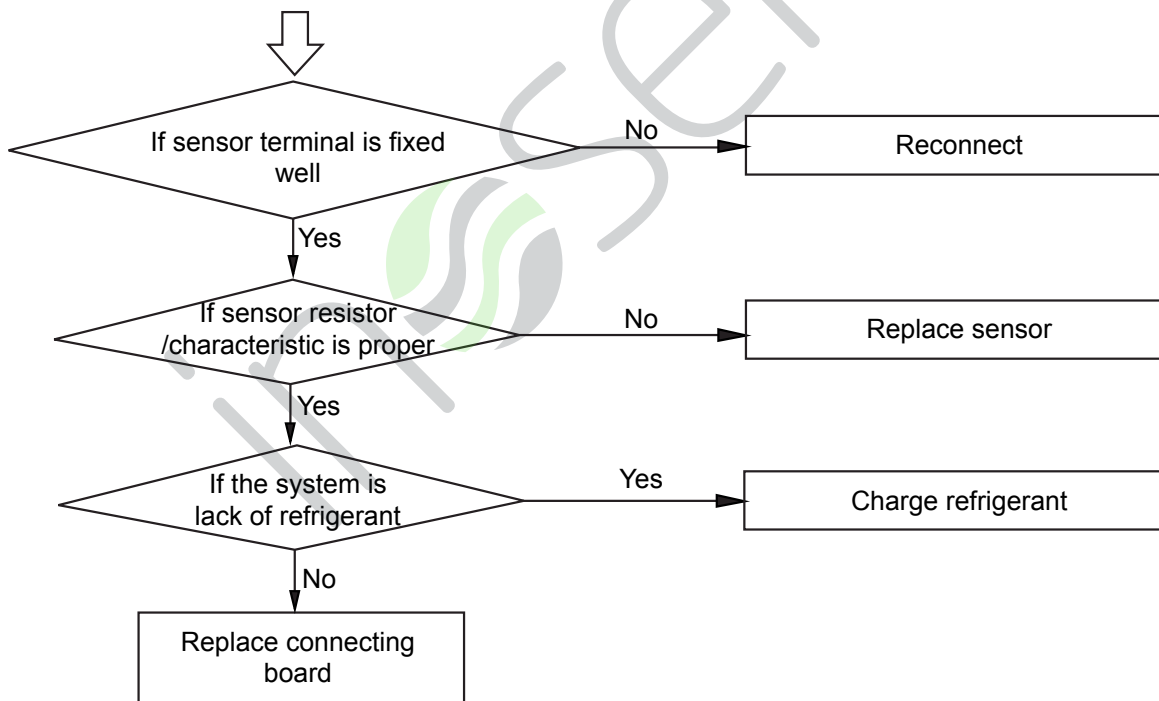 If sensor terminal is fixed
well
No
Reconnect
Yes
If sensor resistor
/characteristic is proper
No
Replace sensor
Yes
If the system is
lack of refrigerant
Yes
Charge refrigerant
No
Replace connecting
board